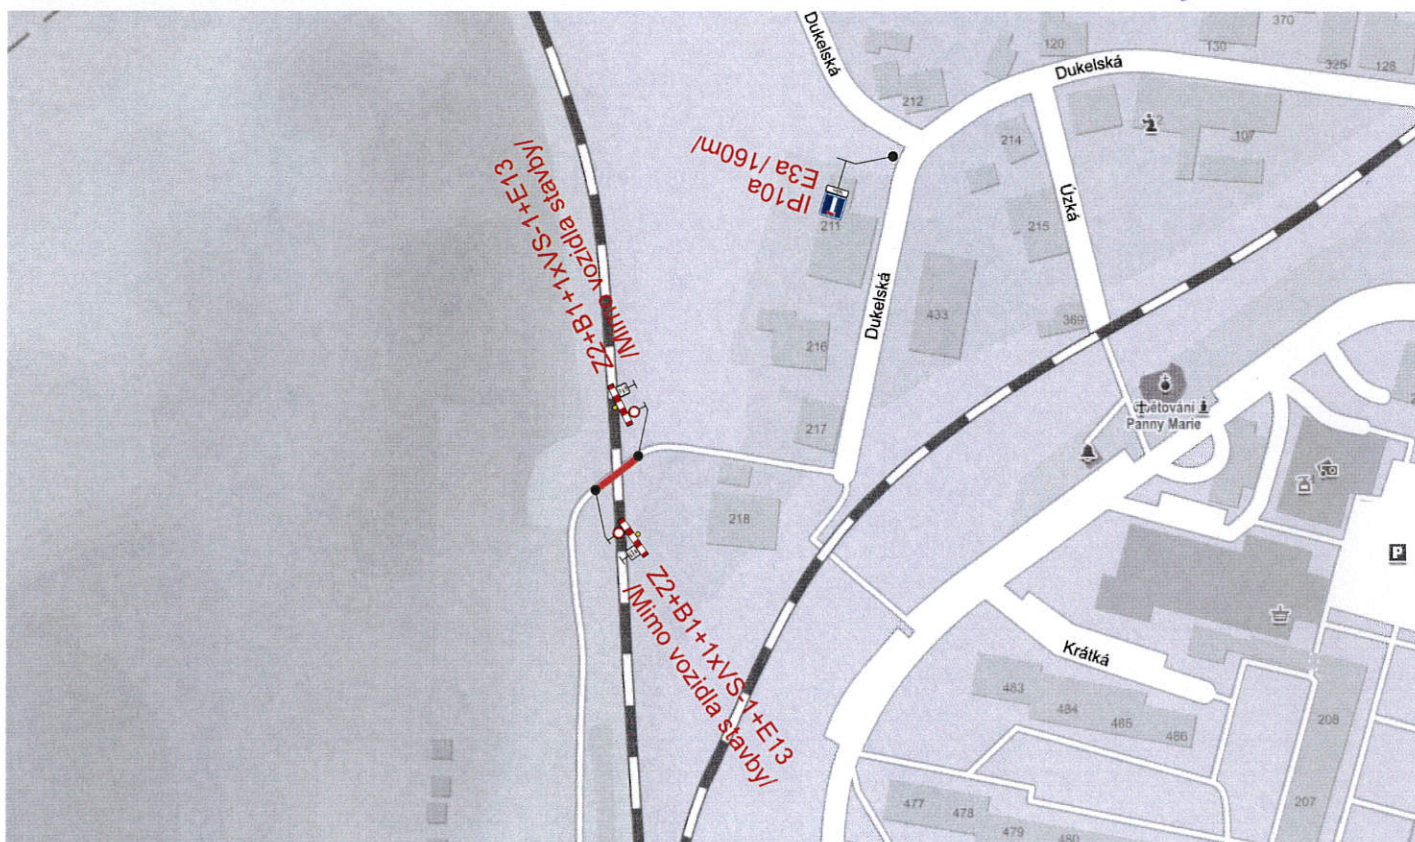 Dukelská
370
120
130
325
128
Dukelská
212
214
107
IP10a
E3a /160m/
Z2+B1+1xVS-1+E13
/Mimo vozidla stavby/
211
Úzká
215
Dukelská
433
369
216
217
Obětování
Panny Marie
218
P
Z2+B1+1xVS-1+E13
/Mimo vozidla stavby/
Krátká
483
484
485
486
208
207
477
478
479
480